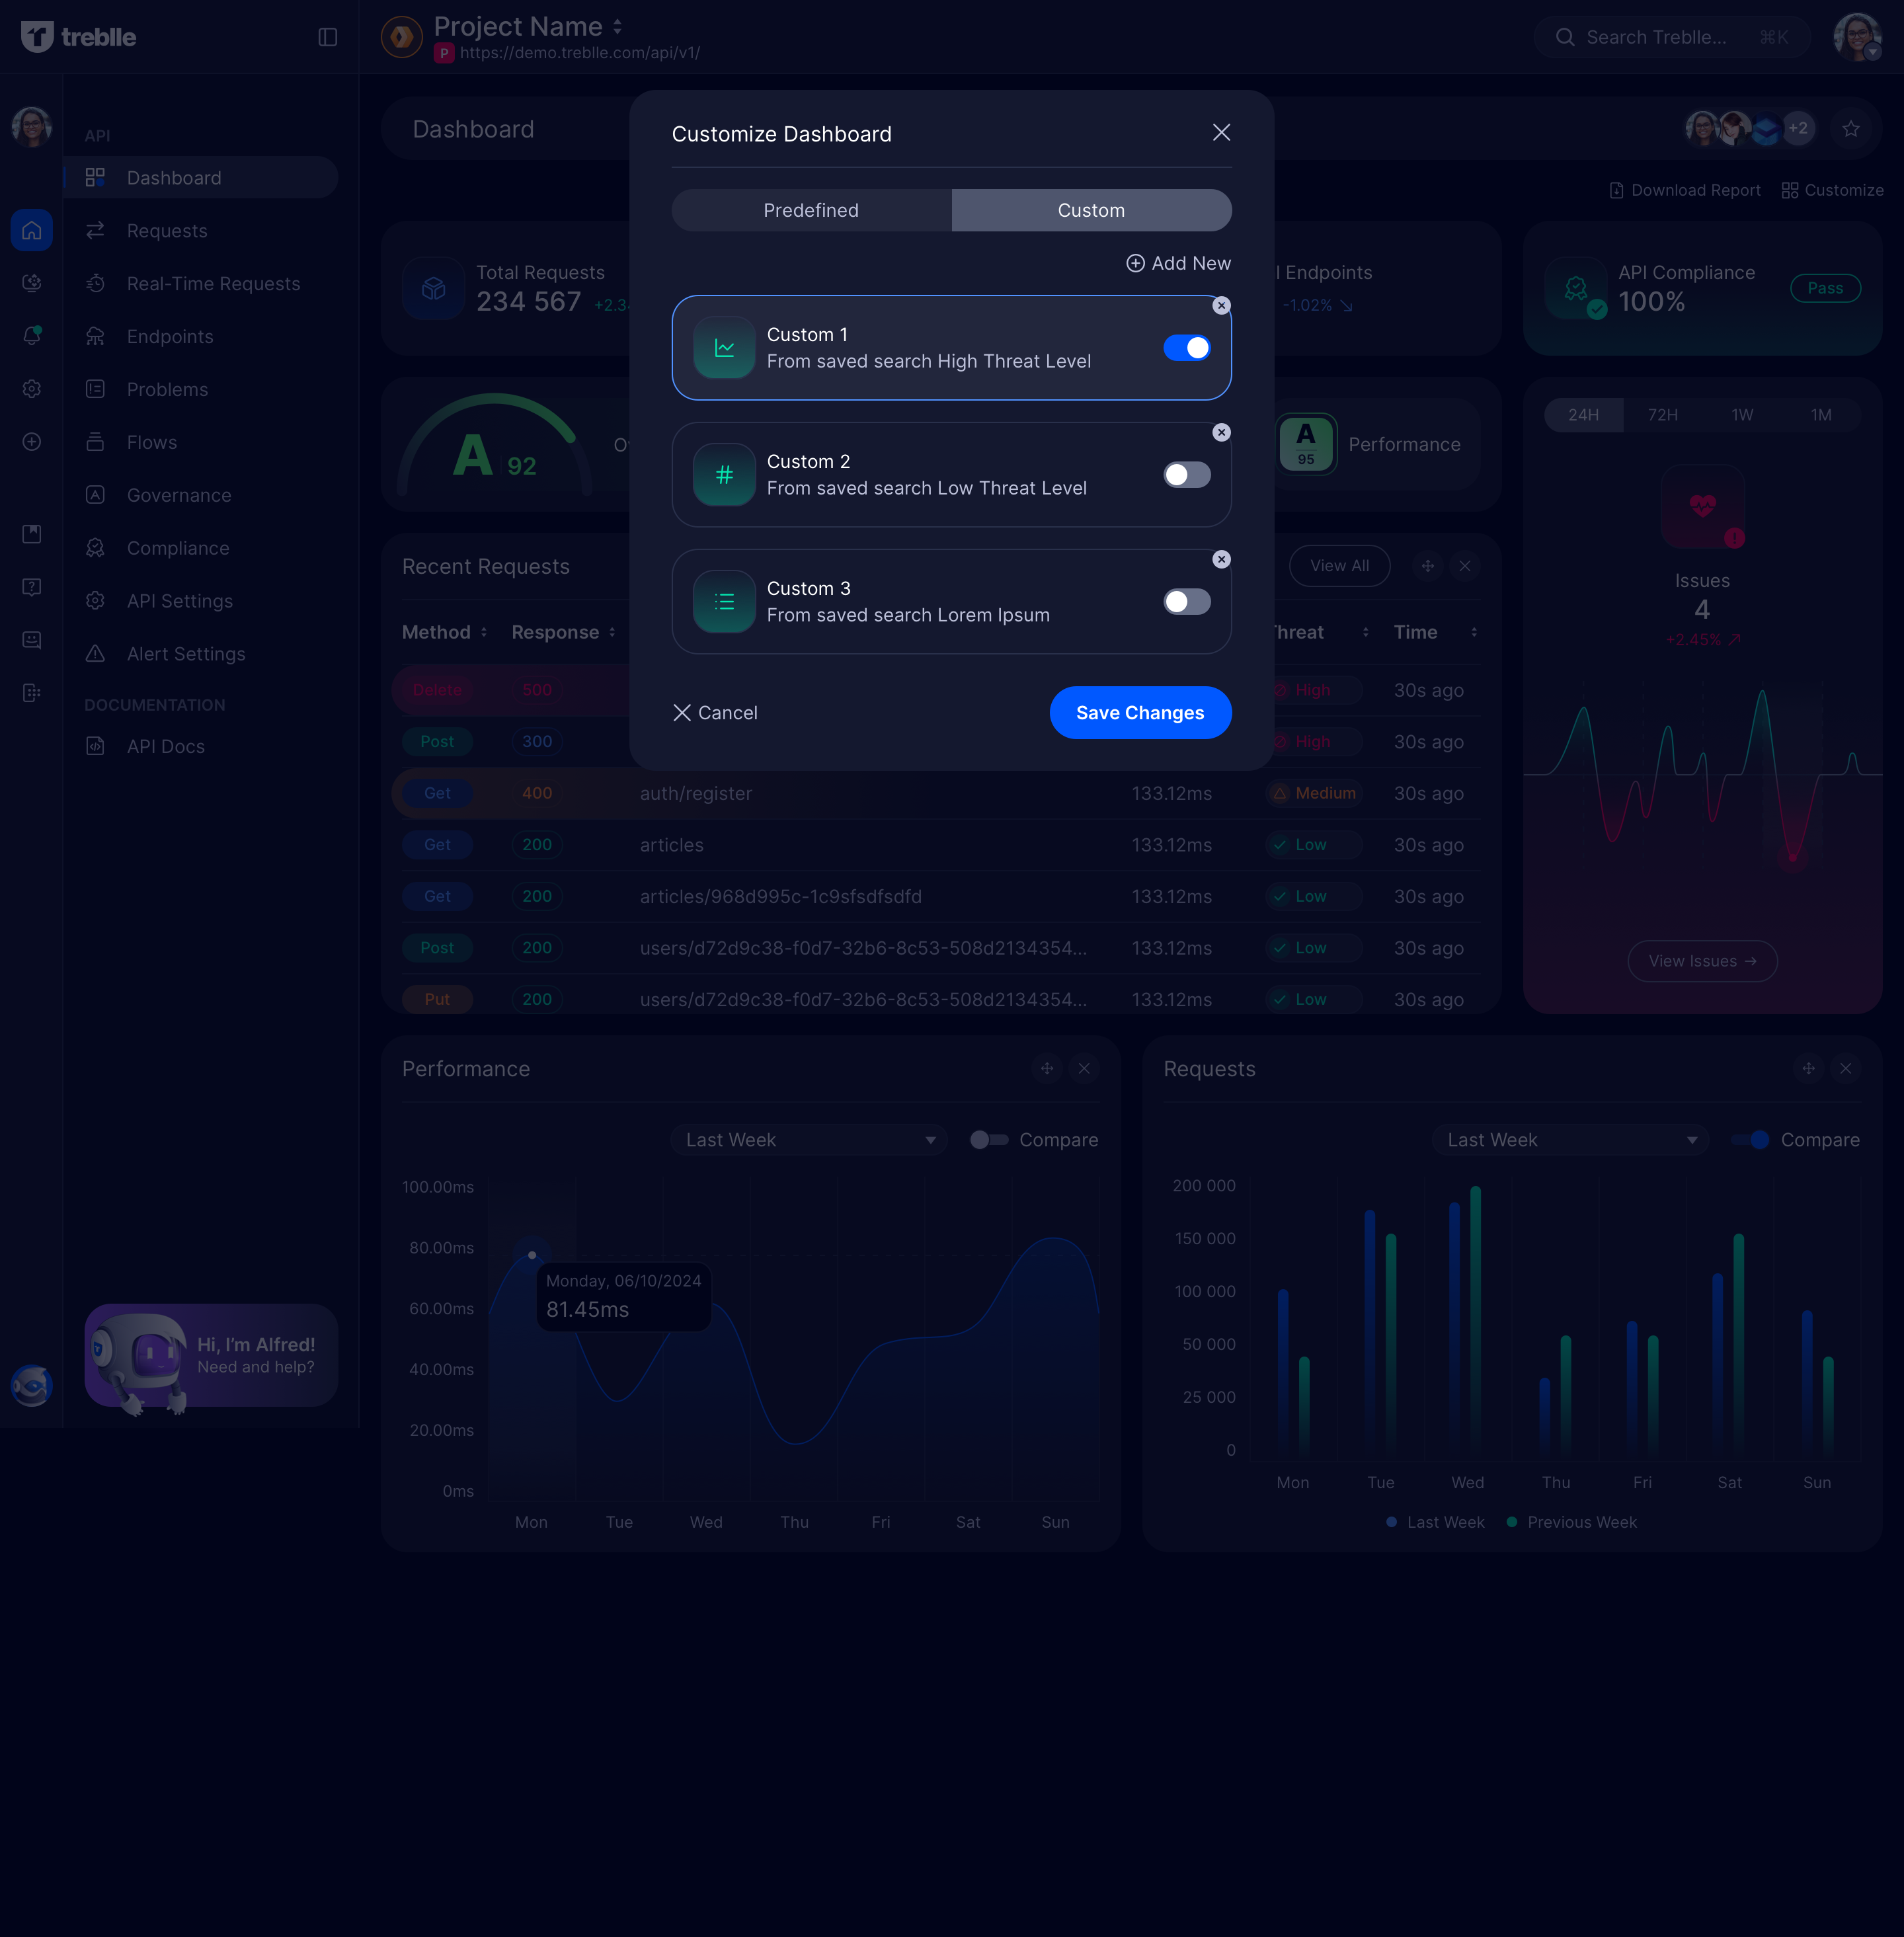 treblle
Project Name
P https://demo.treblle.com/api/v1/
Search Treblle... ⌘K
API
Dashboard
Requests
Real-Time Requests
Endpoints
Problems
Flows
Governance
Compliance
API Settings
Alert Settings
DOCUMENTATION
API Docs
Hi, I'm Alfred!
Need and help?
Dashboard
+2
Download Report
Customize
Total Requests
234 567 +2.3
Endpoints
-1.02%
API Compliance
100%
Pass
A 92
A
95
Performance
Customize Dashboard
Predefined
Custom
Add New
Custom 1
From saved search High Threat Level
Custom 2
From saved search Low Threat Level
Custom 3
From saved search Lorem Ipsum
Cancel
Save Changes
24H 72H 1W 1M
Issues
4
+2.45%
View Issues →
Recent Requests
View All
Method Response Threat Time
Delete 500 High 30s ago
Post 300 High 30s ago
Get 400 auth/register 133.12ms Medium 30s ago
Get 200 articles 133.12ms Low 30s ago
Get 200 articles/968d995c-1c9sfsdfsdfd 133.12ms Low 30s ago
Post 200 users/d72d9c38-f0d7-32b6-8c53-508d2134354... 133.12ms Low 30s ago
Put 200 users/d72d9c38-f0d7-32b6-8c53-508d2134354... 133.12ms Low 30s ago
Performance
Last Week
Compare
100.00ms
80.00ms
60.00ms
40.00ms
20.00ms
0ms
Monday, 06/10/2024
81.45ms
Mon Tue Wed Thu Fri Sat Sun
Requests
Last Week
Compare
200 000
150 000
100 000
50 000
25 000
0
Mon Tue Wed Thu Fri Sat Sun
Last Week Previous Week